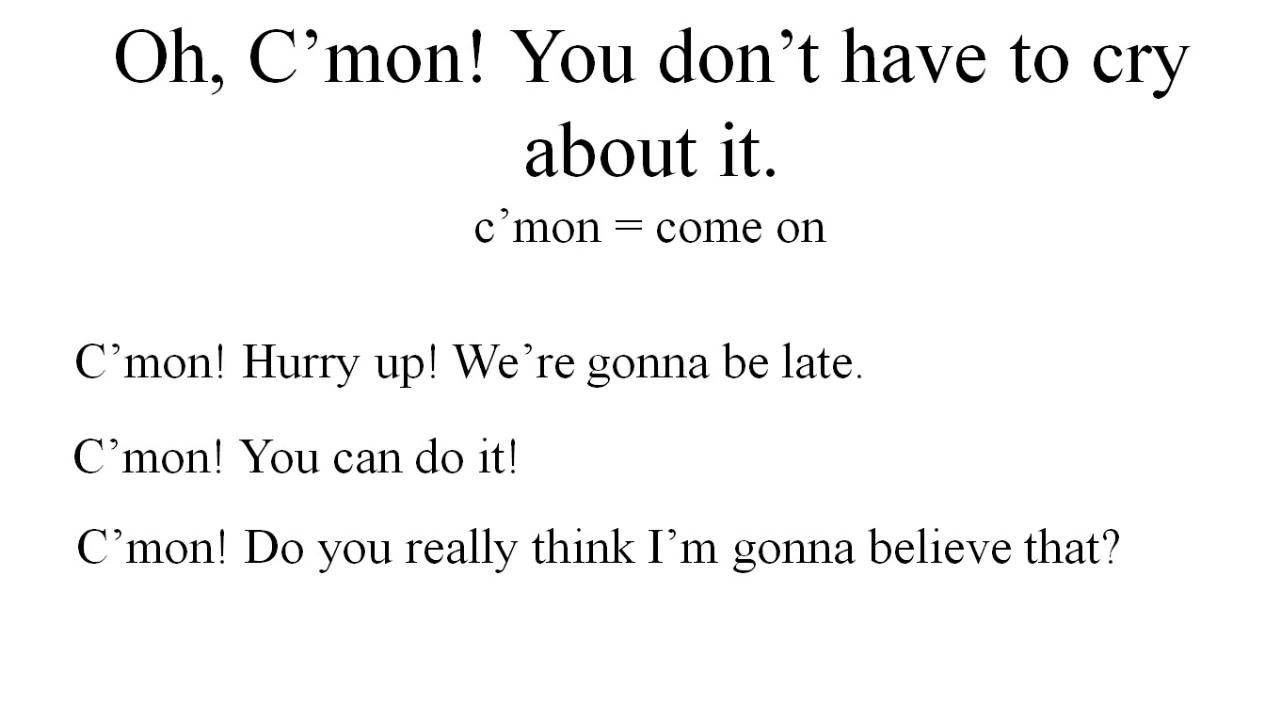 Oh, C’mon! You don’t have to cry
about it.
c’mon = come on
C’mon! Hurry up! We’re gonna be late.
C’mon! You can do it!
C’mon! Do you really think I’m gonna believe that?